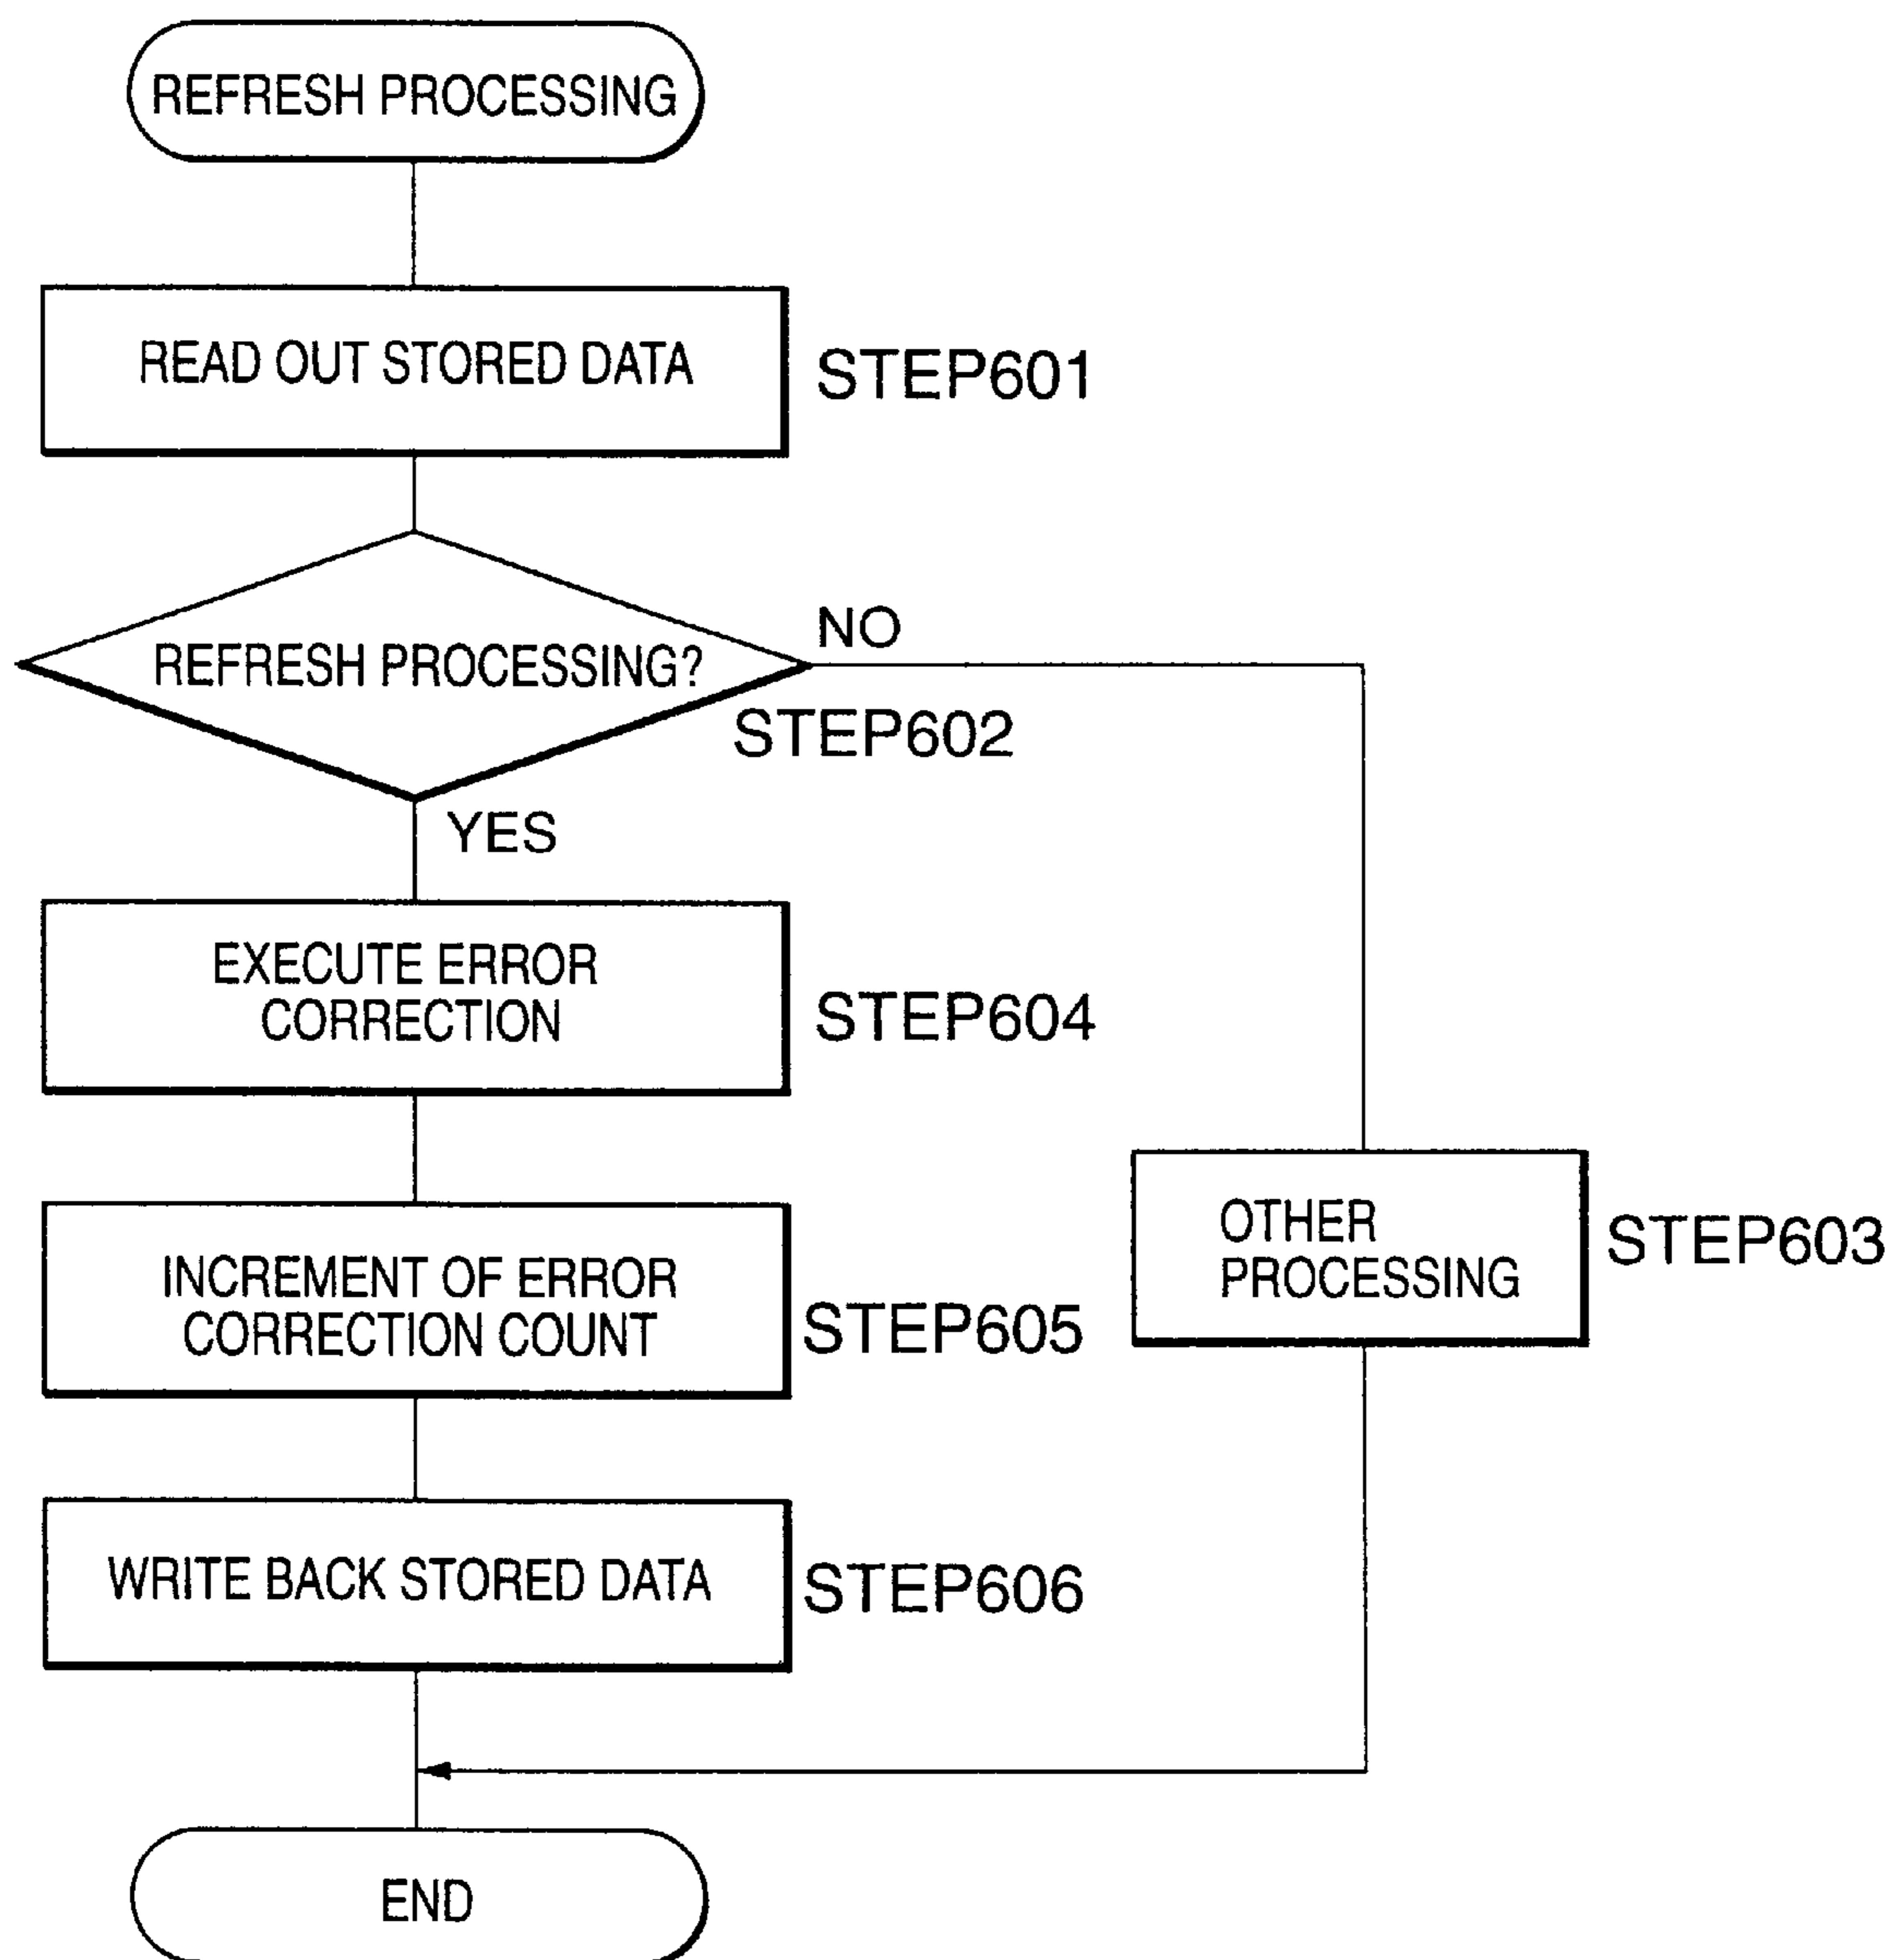 REFRESH PROCESSING
READ OUT STORED DATA
STEP601
REFRESH PROCESSING?
NO
STEP602
YES
EXECUTE ERROR
CORRECTION
STEP604
INCREMENT OF ERROR
CORRECTION COUNT
STEP605
OTHER
PROCESSING
STEP603
WRITE BACK STORED DATA
STEP606
END